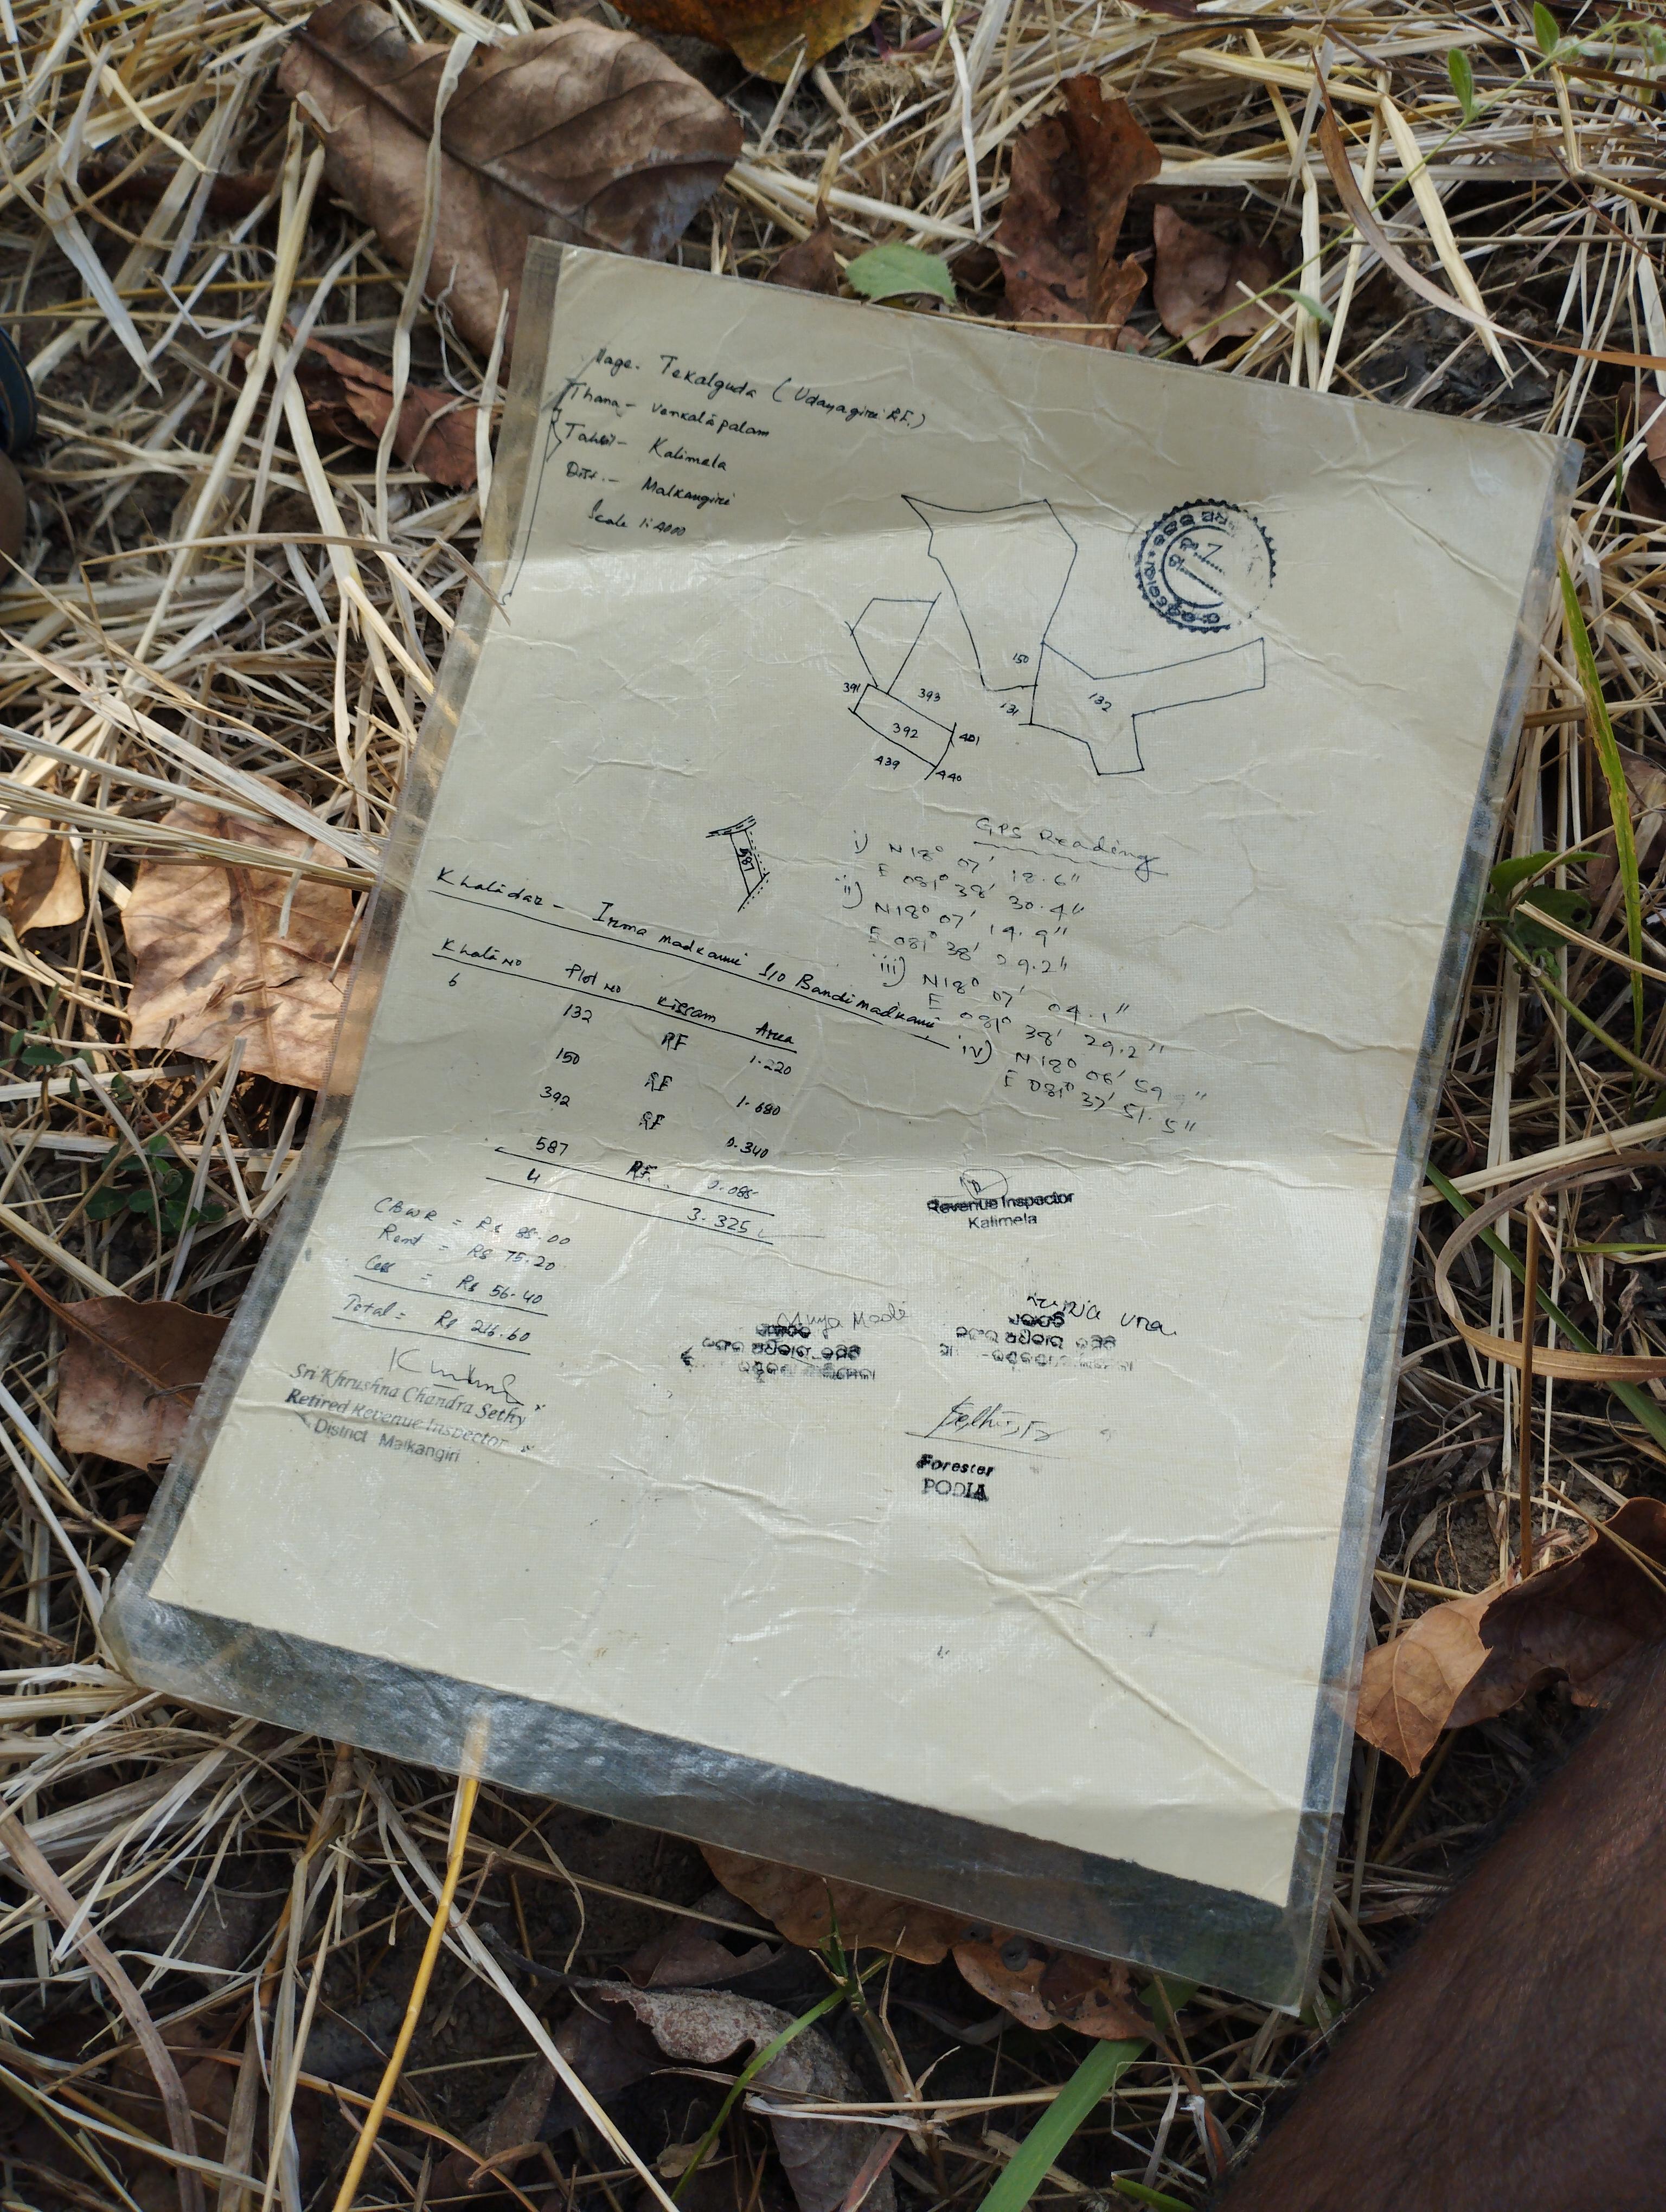 llage. Tekalguda (Udayagiri RF.)
Thana - Venkatapalam
Tahsil - Kalimela
Dist. - Malkangiri
Scale 1:4000
150
132
131
391
393
392
401
439
440
587
GPS Reading
i) N18° 07' 18.6"
E 081° 38' 30.4"
ii) N18° 07' 19.9"
E 081° 38' 29.2"
iii) N18° 07' 04.1"
E 081° 38' 29.2"
iv) N18° 06' 59.9"
E 081° 37' 51.5"
Khatadar - Irma madkami S/o Bandi madkami
Khata No Plot No Kissam Area
6 132 RF 1.220
150 RF 1.680
392 RF 0.340
587 RF. 0.085
4 3.325
CBWR = Rs 85.00
Rent = Rs 75.20
Cess = Rs 56.40
Total = Rs 216.60
Sri Khrushna Chandra Sethy
Retired Revenue Inspector
District Malkangiri
Revenue Inspector
Kalimela
Forester
PODIA